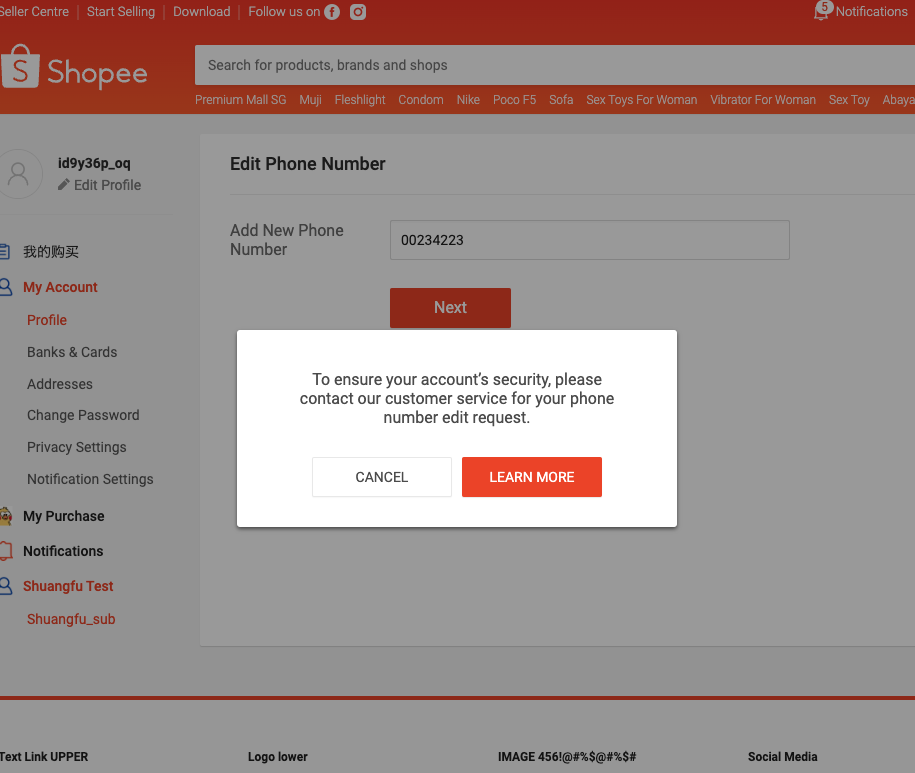 Seller Centre Start Selling Download Follow us on 5 Notifications
Shopee
Search for products, brands and shops
Premium Mall SG Muji Fleshlight Condom Nike Poco F5 Sofa Sex Toys For Woman Vibrator For Woman Sex Toy Abaya
id9y36p_oq
Edit Profile
我的购买
My Account
Profile
Banks & Cards
Addresses
Change Password
Privacy Settings
Notification Settings
My Purchase
Notifications
Shuangfu Test
Shuangfu_sub
Edit Phone Number
Add New Phone
Number
00234223
Next
To ensure your account’s security, please
contact our customer service for your phone
number edit request.
CANCEL LEARN MORE
Text Link UPPER Logo lower IMAGE 456!@#%$@#%$# Social Media